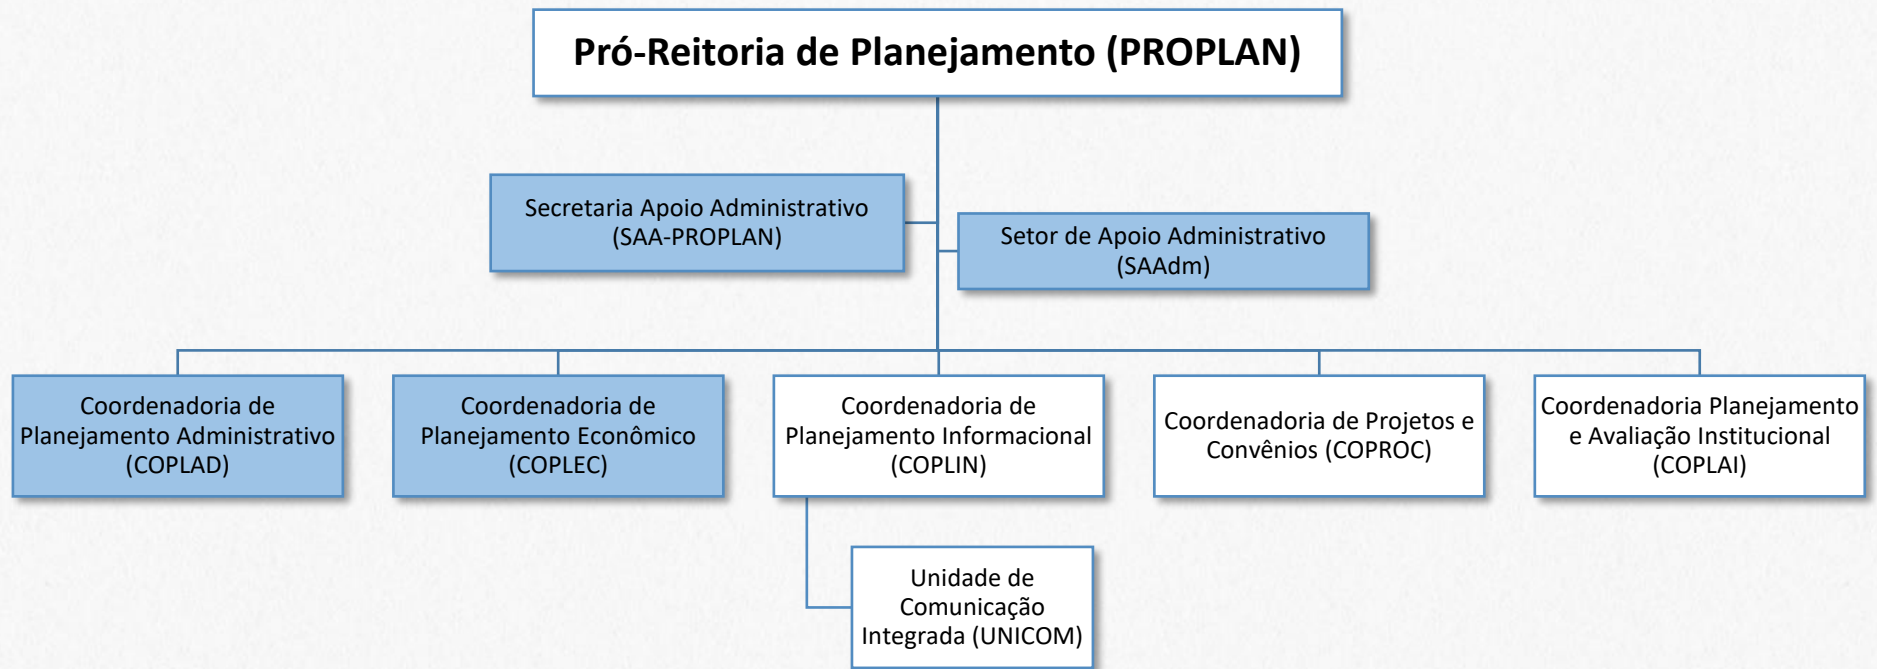 Pró-Reitoria de Planejamento (PROPLAN)
Secretaria Apoio Administrativo
(SAA-PROPLAN)
Setor de Apoio Administrativo
(SAAdm)
Coordenadoria de
Planejamento Administrativo
(COPLAD)
Coordenadoria de
Planejamento Econômico
(COPLEC)
Coordenadoria de
Planejamento Informacional
(COPLIN)
Coordenadoria de Projetos e
Convênios (COPROC)
Coordenadoria Planejamento
e Avaliação Institucional
(COPLAI)
Unidade de
Comunicação
Integrada (UNICOM)